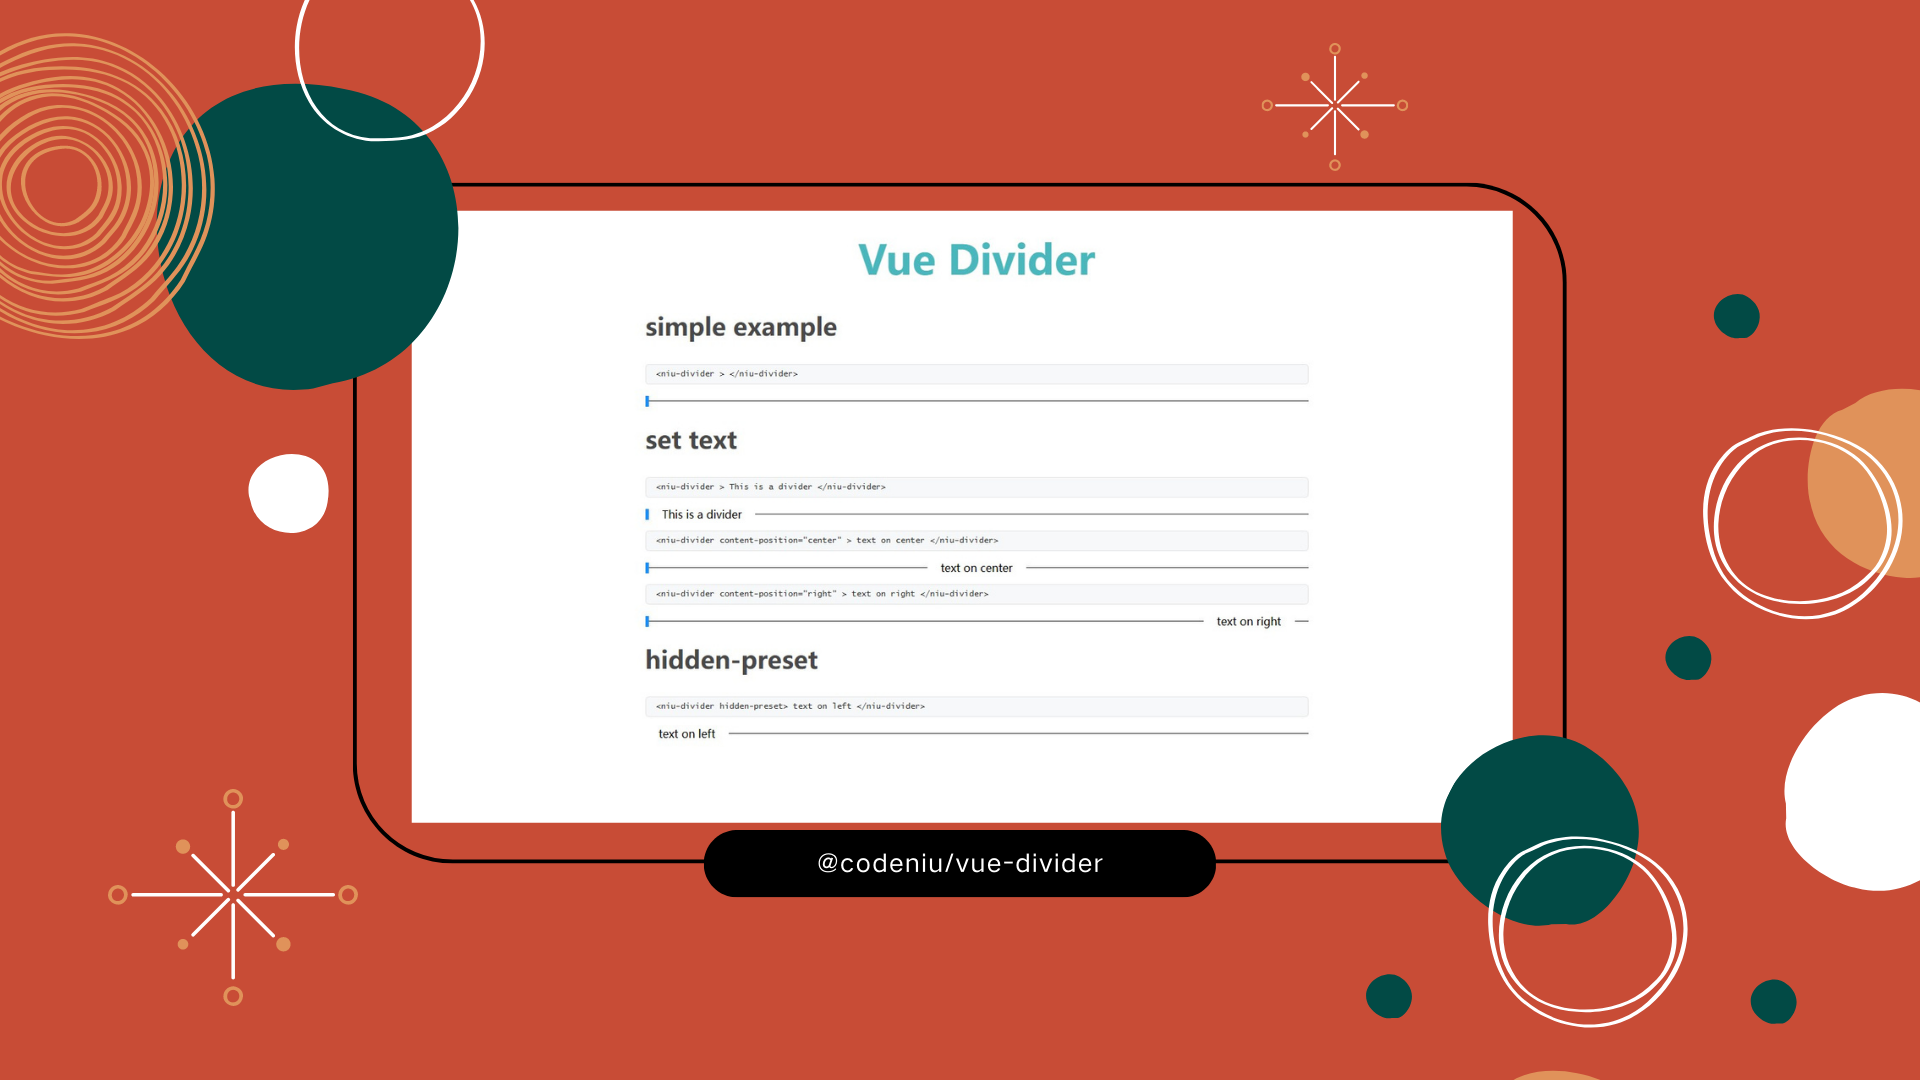 Vue Divider
simple example
<niu-divider > </niu-divider>
set text
<niu-divider > This is a divider </niu-divider>
This is a divider
<niu-divider content-position="center" > text on center </niu-divider>
text on center
<niu-divider content-position="right" > text on right </niu-divider>
text on right
hidden-preset
<niu-divider hidden-preset> text on left </niu-divider>
text on left
@codeniu/vue-divider